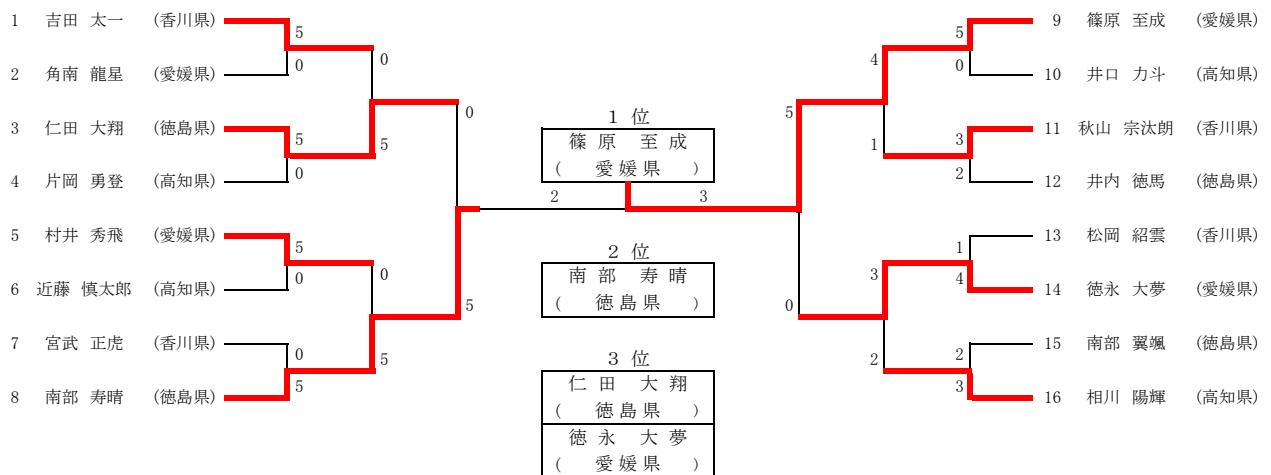 1 吉田 太一 (香川県)
2 角南 龍星 (愛媛県)
3 仁田 大翔 (徳島県)
4 片岡 勇登 (高知県)
5 村井 秀飛 (愛媛県)
6 近藤 慎太郎 (高知県)
7 宮武 正虎 (香川県)
8 南部 寿晴 (徳島県)
5
0
5
0
5
0
0
5
0
5
0
5
0
5
2
3
1 位
篠 原 至 成
( 愛 媛 県 )
2 位
南 部 寿 晴
( 徳 島 県 )
3 位
仁 田 大 翔
( 徳 島 県 )
徳 永 大 夢
( 愛 媛 県 )
5
0
4
1
3
2
5
0
3
2
1
4
2
3
9 篠原 至成 (愛媛県)
10 井口 力斗 (高知県)
11 秋山 宗汰朗 (香川県)
12 井内 徳馬 (徳島県)
13 松岡 紹雲 (香川県)
14 徳永 大夢 (愛媛県)
15 南部 翼颯 (徳島県)
16 相川 陽輝 (高知県)